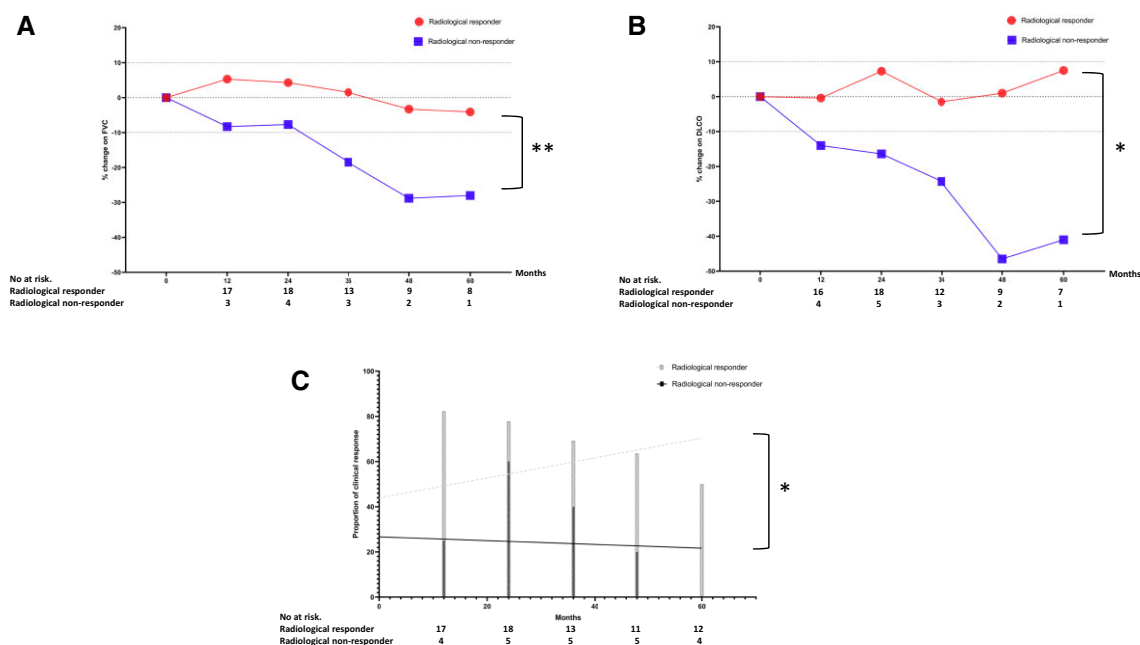 A
Radiological responder
Radiological non-responder
20
10
0
-10
-20
-30
-40
-50
% change on FVC
**
0 12 24 36 48 60
Months
No at risk.
Radiological responder 17 18 13 9 8
Radiological non-responder 3 4 3 2 1
B
Radiological responder
Radiological non-responder
20
10
0
-10
-20
-30
-40
-50
% change on DLCO
*
0 12 24 36 48 60
Months
No at risk.
Radiological responder 16 18 12 9 7
Radiological non-responder 4 5 3 2 1
C
Radiological responder
Radiological non-responder
100
80
60
40
20
0
Proportion of clinical response
*
0 20 40 60
Months
No at risk.
Radiological responder 17 18 13 11 12
Radiological non-responder 4 5 5 5 4